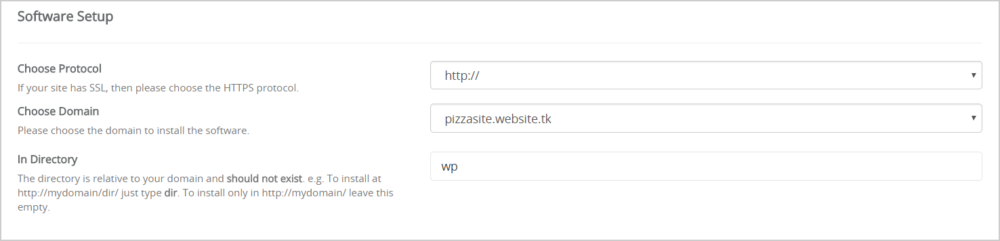 Software Setup
Choose Protocol
If your site has SSL, then please choose the HTTPS protocol.
http://
Choose Domain
Please choose the domain to install the software.
pizzasite.website.tk
In Directory
The directory is relative to your domain and should not exist. e.g. To install at
http://mydomain/dir/ just type dir. To install only in http://mydomain/ leave this
empty.
wp